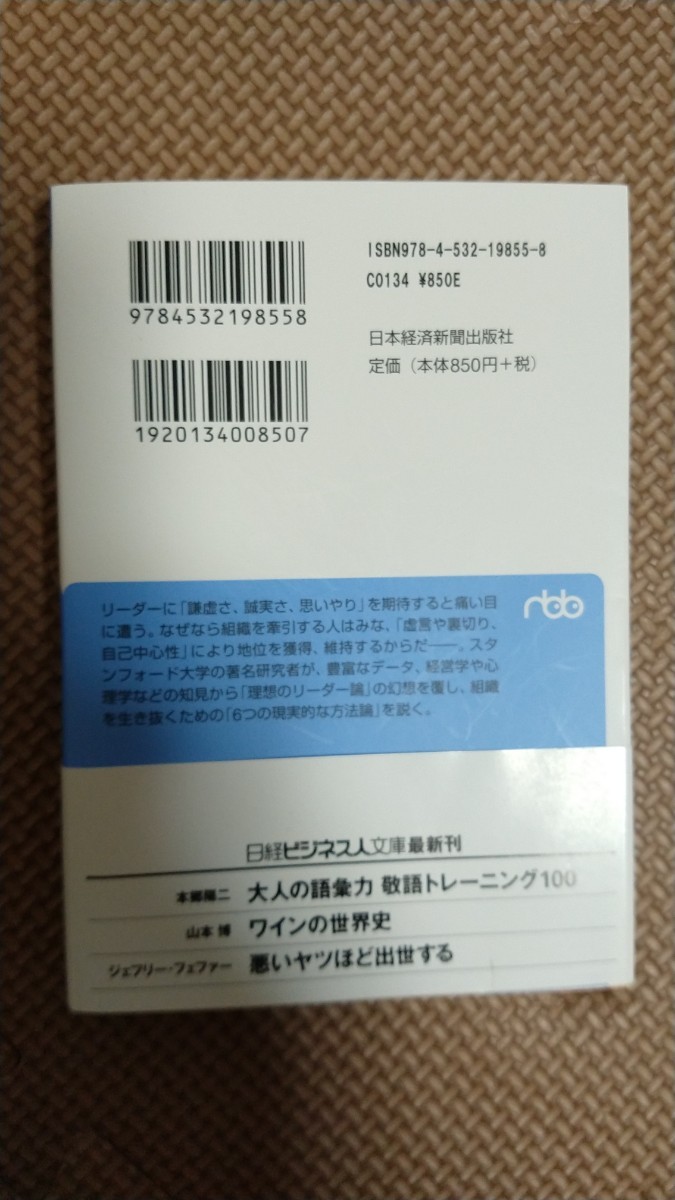 9784532198558
1920134008507
ISBN978-4-532-19855-8
C0134 ¥850E
日本経済新聞出版社
定価（本体850円＋税）
リーダーに「謙虚さ、誠実さ、思いやり」を期待すると痛い目
に遭う。なぜなら組織を牽引する人はみな、「虚言や裏切り、
自己中心性」により地位を獲得、維持するからだ――。スタ
ンフォード大学の著名研究者が、豊富なデータ、経営学や心
理学などの知見から「理想のリーダー論」の幻想を覆し、組織
を生き抜くための「6つの現実的な方法論」を説く。
nbb
日経ビジネス人文庫最新刊
本郷陽二 大人の語彙力 敬語トレーニング100
山本 博 ワインの世界史
ジェフリー・フェファー 悪いヤツほど出世する